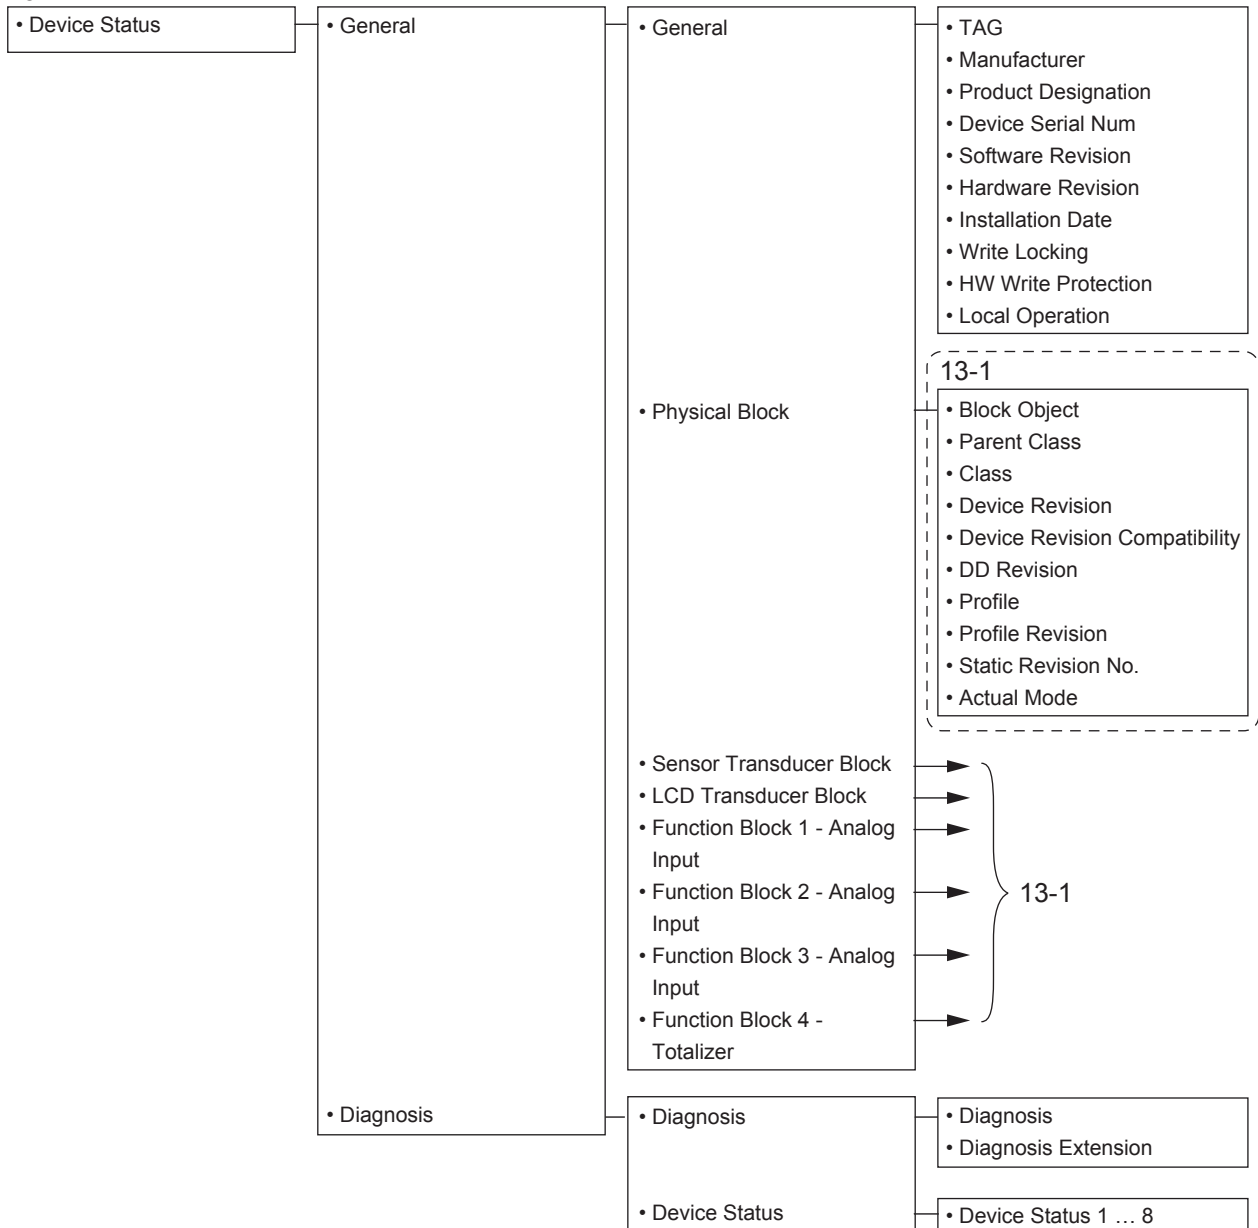 • Device Status
• General
• General
• TAG
• Manufacturer
• Product Designation
• Device Serial Num
• Software Revision
• Hardware Revision
• Installation Date
• Write Locking
• HW Write Protection
• Local Operation
13-1
• Physical Block
• Block Object
• Parent Class
• Class
• Device Revision
• Device Revision Compatibility
• DD Revision
• Profile
• Profile Revision
• Static Revision No.
• Actual Mode
• Sensor Transducer Block
• LCD Transducer Block
• Function Block 1 - Analog
Input
• Function Block 2 - Analog
Input
• Function Block 3 - Analog
Input
• Function Block 4 -
Totalizer
13-1
• Diagnosis
• Diagnosis
• Diagnosis
• Diagnosis Extension
• Device Status
• Device Status 1 … 8